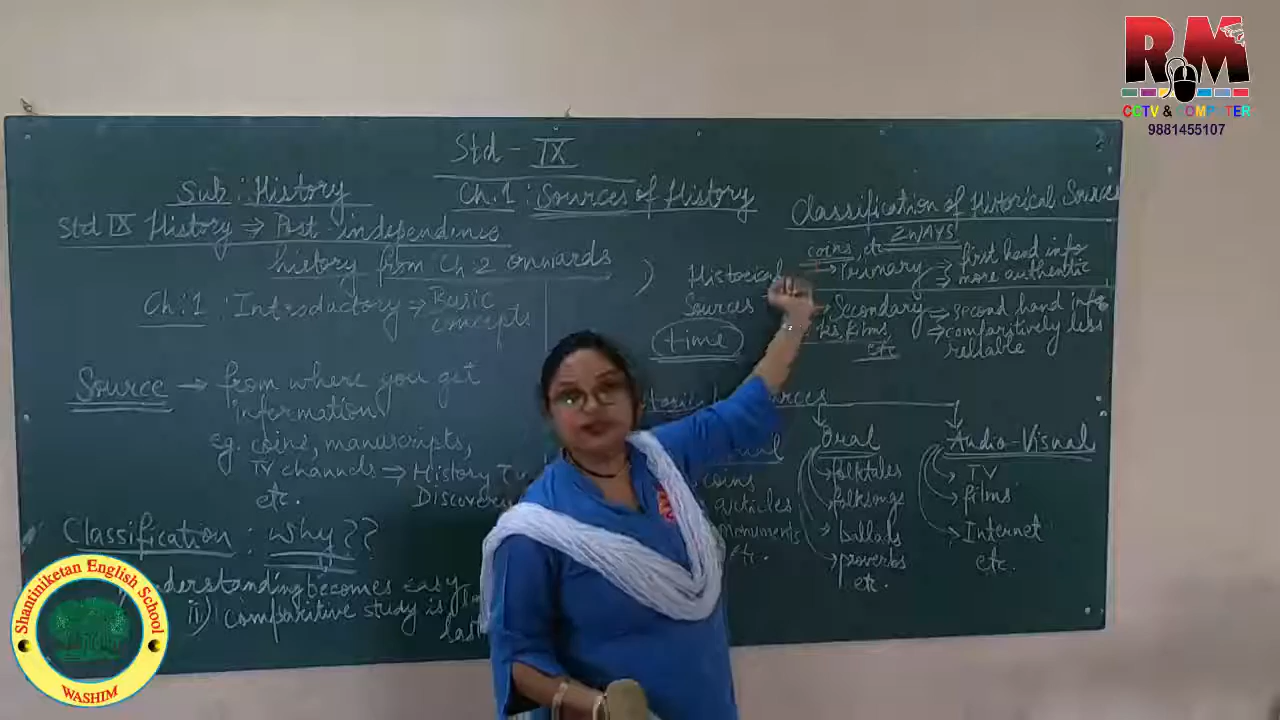 RM
CCTV & COMPUTER
9881455107
Std - IX
Sub : History
Ch.1 : Sources of History
Std IX History ⇒ Post-independence
history from Ch:2 onwards
Ch:1 : Introductory → Basic
concepts
Source → from where you get
information
eg. coins, manuscripts,
TV channels ⇒ History
Discovery
etc.
Classification : Why??
understanding becomes easy
ii) comparitive study is
Classification of Historical Sources
2 WAYS
coins, etc
Historical
Sources
Primary ⇒ first hand info
→ more authentic
Secondary ⇒ second hand info
⇒ comparitively less
reliable
films
etc
time
Oral
folktales
folksongs
ballads
proverbs
etc.
Audio-Visual
TV
films
Internet
etc.
coins
articles
monuments
etc.
Shantiniketan English School
WASHIM